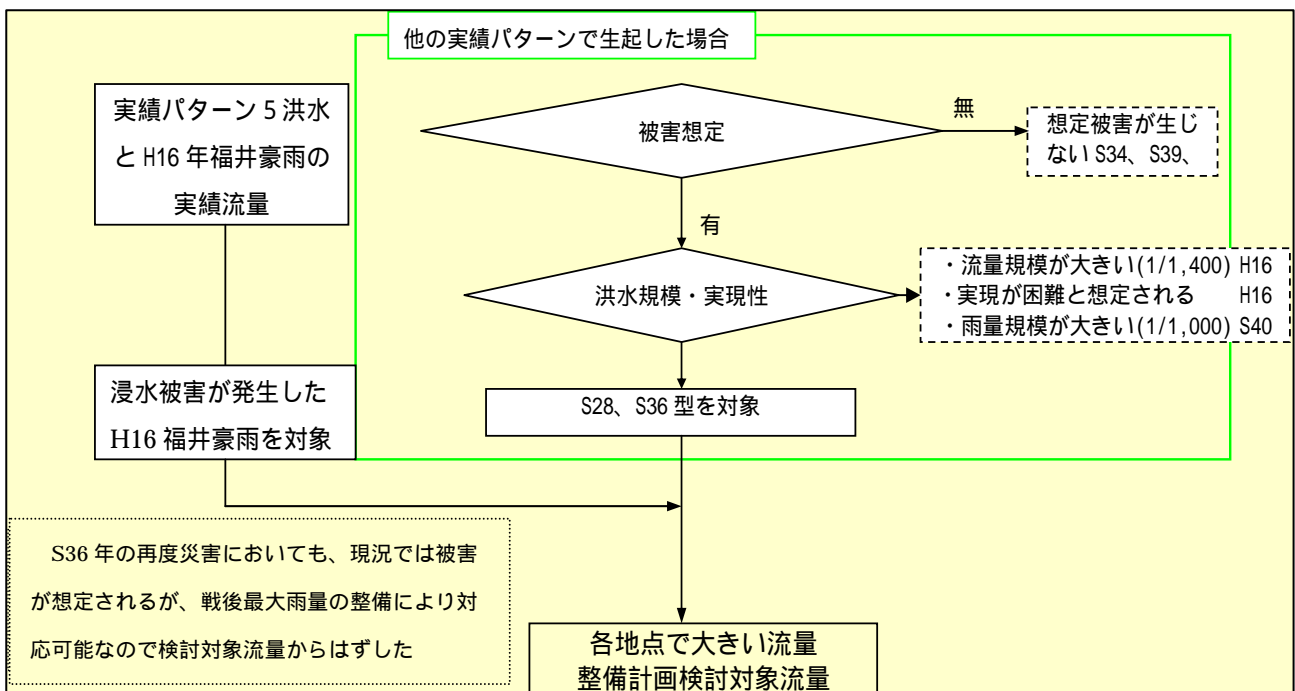 他の実績パターンで生起した場合
実績パターン5洪水
とH16年福井豪雨の
実績流量
被害想定
無
想定被害が生じ
ない S34、S39、
有
洪水規模・実現性
・流量規模が大きい(1/1,400) H16
・実現が困難と想定される H16
・雨量規模が大きい(1/1,000) S40
浸水被害が発生した
H16福井豪雨を対象
S28、S36型を対象
S36年の再度災害においても、現況では被害
が想定されるが、戦後最大雨量の整備により対
応可能なので検討対象流量からはずした
各地点で大きい流量
整備計画検討対象流量